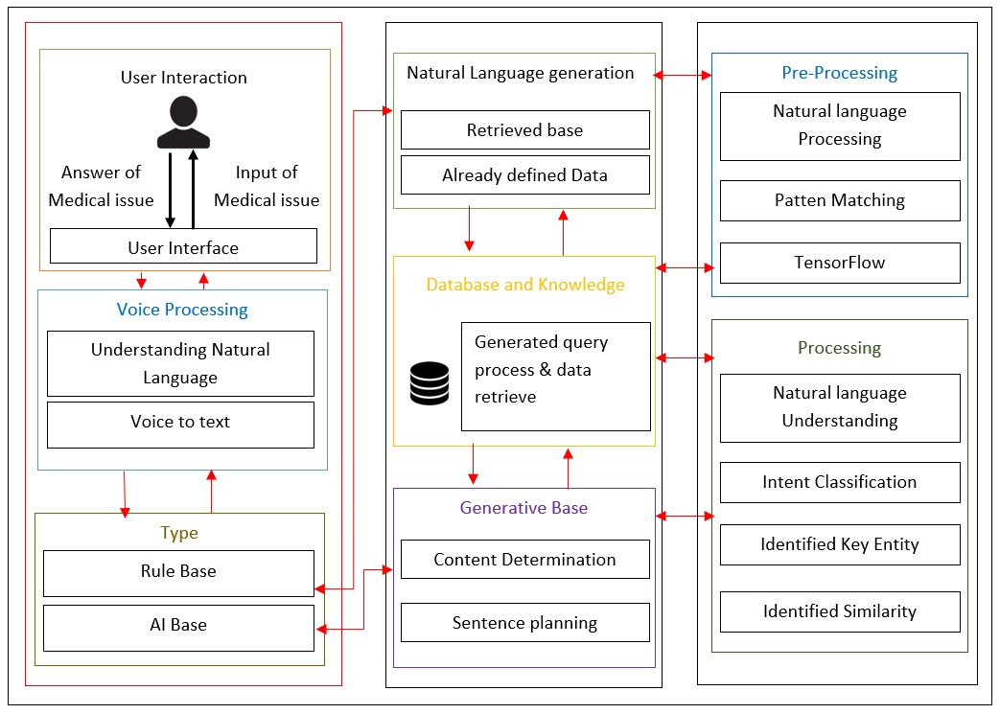 User Interaction
Answer of
Medical issue
Input of
Medical issue
User Interface
Voice Processing
Understanding Natural
Language
Voice to text
Type
Rule Base
AI Base
Natural Language generation
Retrieved base
Already defined Data
Database and Knowledge
Generated query
process & data
retrieve
Generative Base
Content Determination
Sentence planning
Pre-Processing
Natural language
Processing
Patten Matching
TensorFlow
Processing
Natural language
Understanding
Intent Classification
Identified Key Entity
Identified Similarity